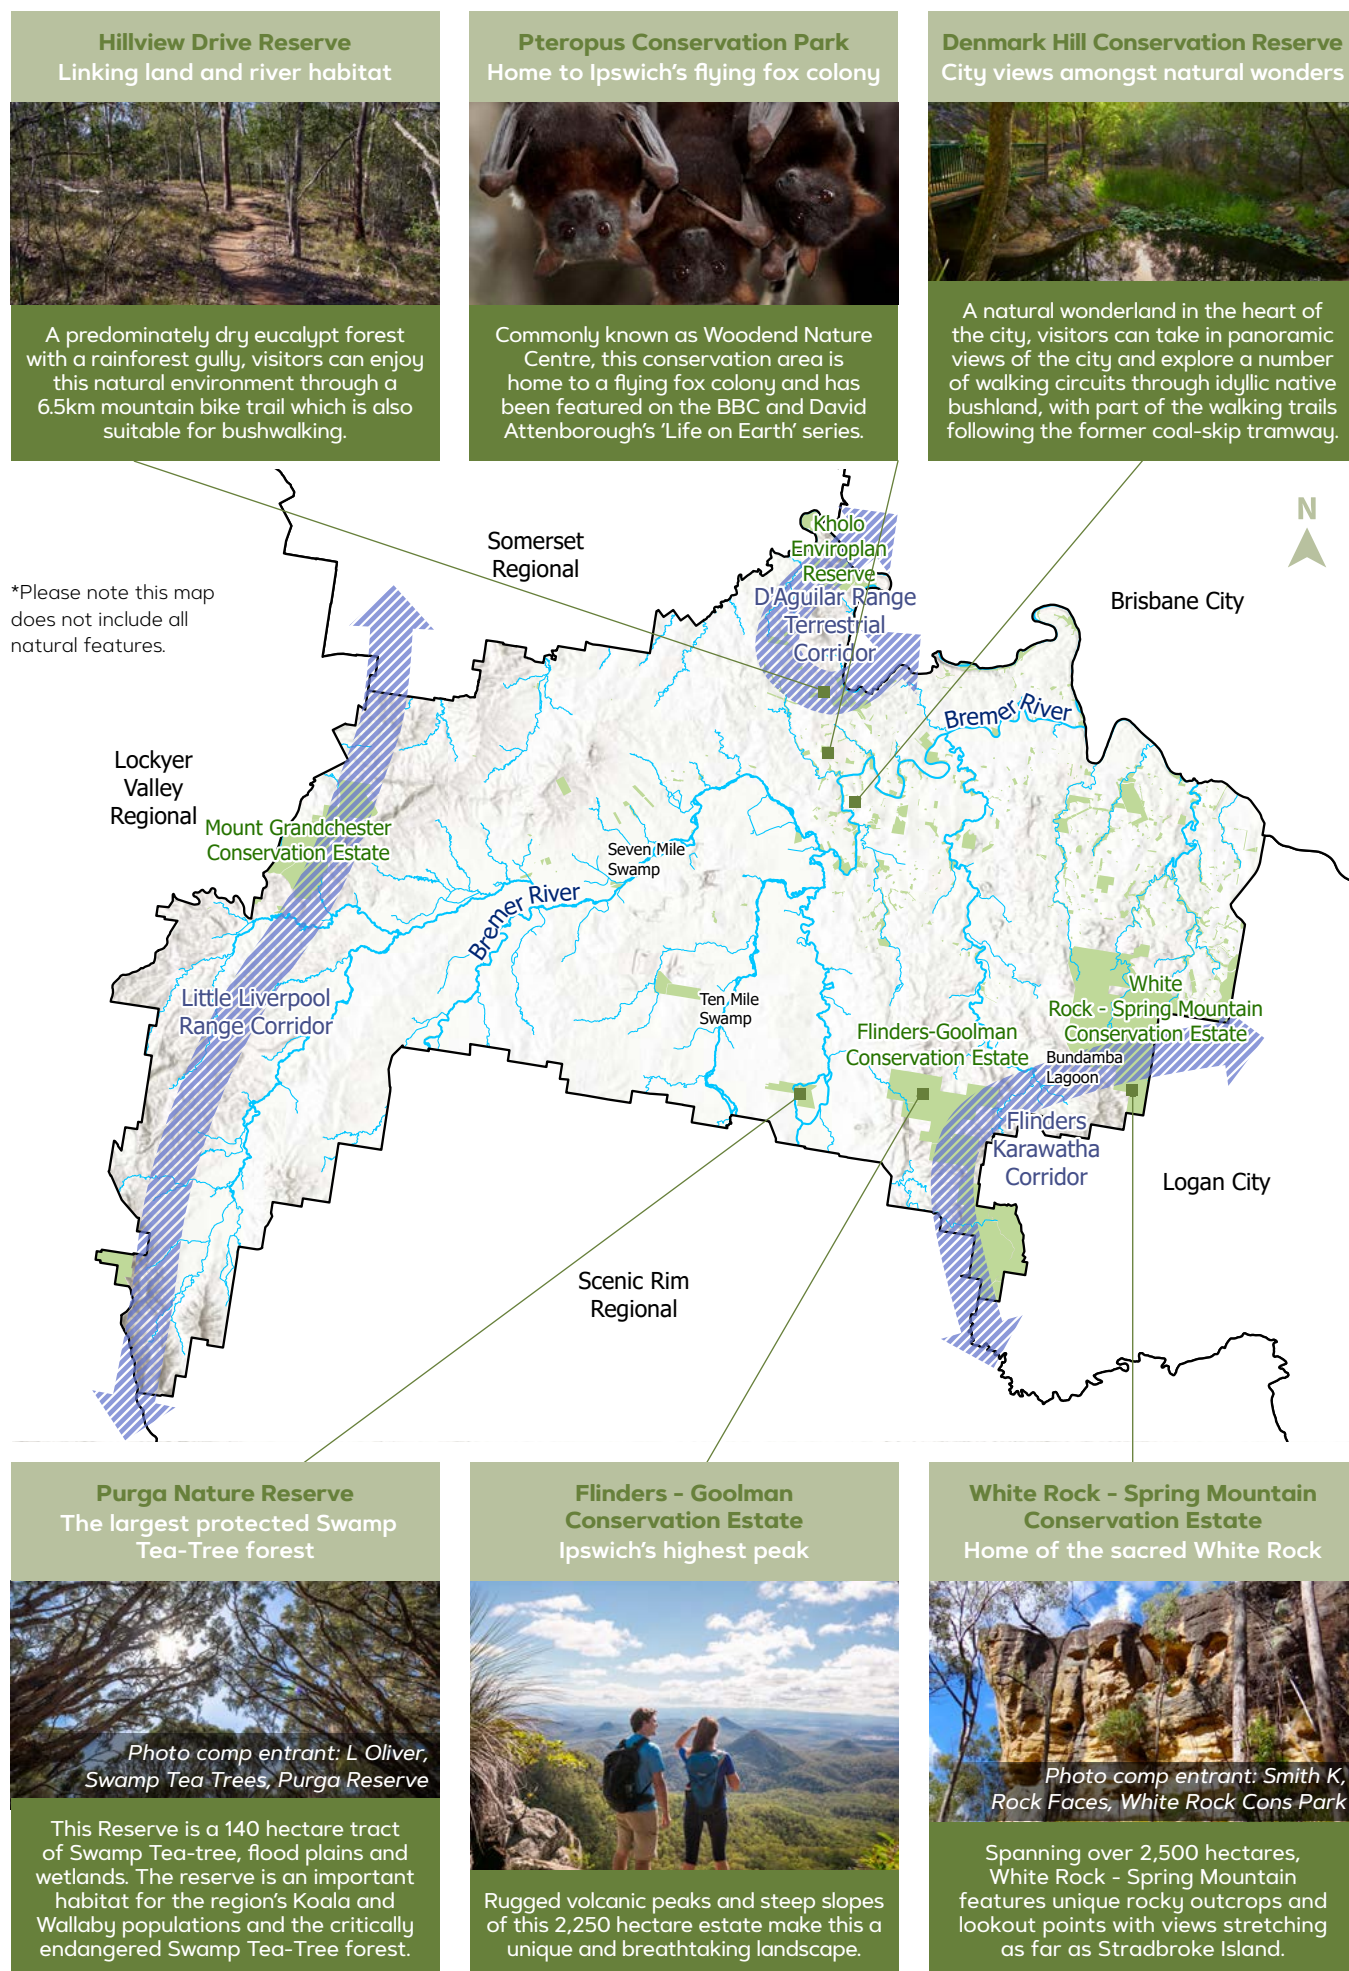 Hillview Drive Reserve
Linking land and river habitat
A predominately dry eucalypt forest
with a rainforest gully, visitors can enjoy
this natural environment through a
6.5km mountain bike trail which is also
suitable for bushwalking.
Pteropus Conservation Park
Home to Ipswich's flying fox colony
Commonly known as Woodend Nature
Centre, this conservation area is
home to a flying fox colony and has
been featured on the BBC and David
Attenborough's 'Life on Earth' series.
Denmark Hill Conservation Reserve
City views amongst natural wonders
A natural wonderland in the heart of
the city, visitors can take in panoramic
views of the city and explore a number
of walking circuits through idyllic native
bushland, with part of the walking trails
following the former coal-skip tramway.
*Please note this map
does not include all
natural features.
N
Somerset
Regional
Kholo
Enviroplan
Reserve
D'Aguilar Range
Terrestrial
Corridor
Brisbane City
Bremer River
Lockyer
Valley
Regional
Mount Grandchester
Conservation Estate
Seven Mile
Swamp
Bremer River
Little Liverpool
Range Corridor
Ten Mile
Swamp
White
Rock - Spring Mountain
Conservation Estate
Flinders-Goolman
Conservation Estate
Bundamba
Lagoon
Flinders
Karawatha
Corridor
Logan City
Scenic Rim
Regional
Purga Nature Reserve
The largest protected Swamp
Tea-Tree forest
Photo comp entrant: L Oliver,
Swamp Tea Trees, Purga Reserve
This Reserve is a 140 hectare tract
of Swamp Tea-tree, flood plains and
wetlands. The reserve is an important
habitat for the region's Koala and
Wallaby populations and the critically
endangered Swamp Tea-Tree forest.
Flinders - Goolman
Conservation Estate
Ipswich's highest peak
Rugged volcanic peaks and steep slopes
of this 2,250 hectare estate make this a
unique and breathtaking landscape.
White Rock - Spring Mountain
Conservation Estate
Home of the sacred White Rock
Photo comp entrant: Smith K,
Rock Faces, White Rock Cons Park
Spanning over 2,500 hectares,
White Rock - Spring Mountain
features unique rocky outcrops and
lookout points with views stretching
as far as Stradbroke Island.